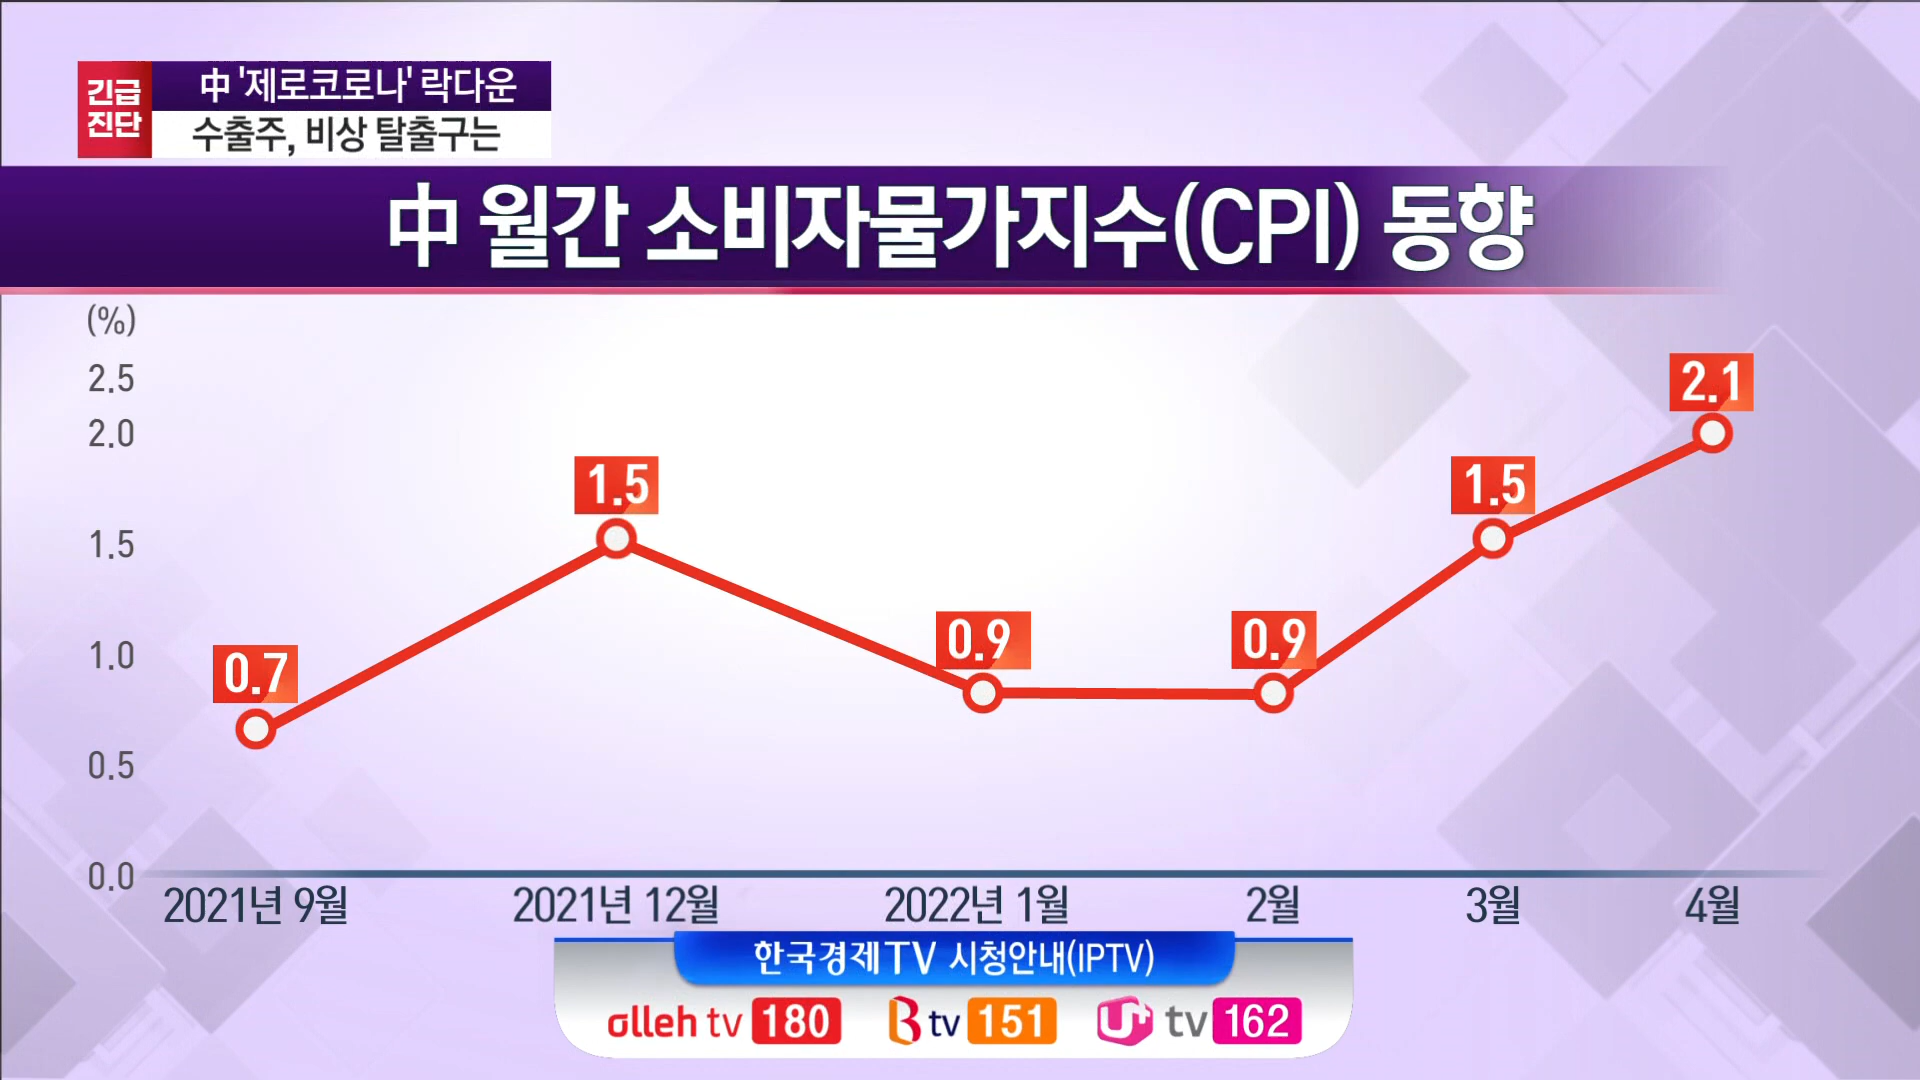 긴급
진단
中 '제로코로나' 락다운
수출주, 비상 탈출구는
中 월간 소비자물가지수(CPI) 동향
(%)
2.5
2.0
1.5
1.0
0.5
0.0
0.7
1.5
0.9
0.9
1.5
2.1
2021년 9월
2021년 12월
2022년 1월
2월
3월
4월
한국경제TV 시청안내(IPTV)
olleh tv 180
B tv 151
U+ tv 162